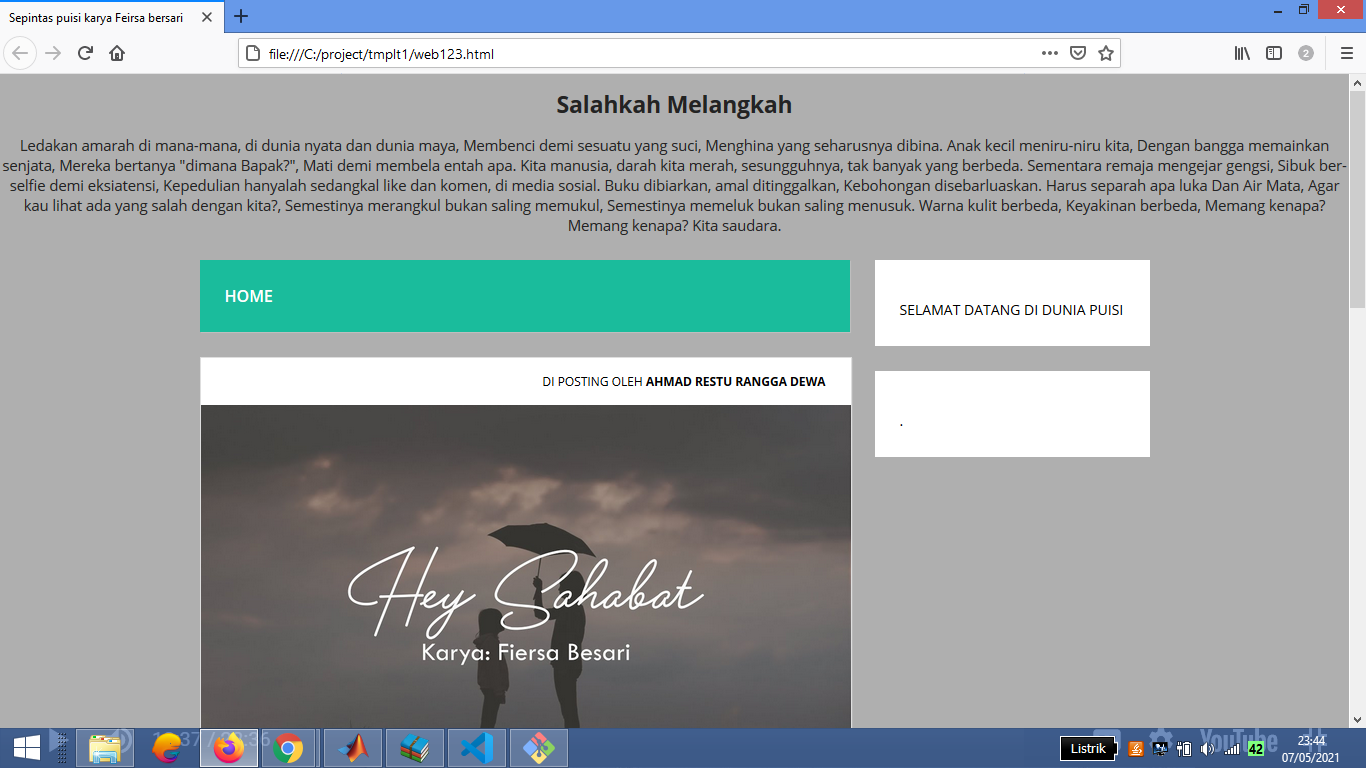 Sepintas puisi karya Feirsa bersari
file:///C:/project/tmplt1/web123.html
2
Salahkah Melangkah
Ledakan amarah di mana-mana, di dunia nyata dan dunia maya, Membenci demi sesuatu yang suci, Menghina yang seharusnya dibina. Anak kecil meniru-niru kita, Dengan bangga memainkan
senjata, Mereka bertanya "dimana Bapak?", Mati demi membela entah apa. Kita manusia, darah kita merah, sesungguhnya, tak banyak yang berbeda. Sementara remaja mengejar gengsi, Sibuk ber-
selfie demi eksiatensi, Kepedulian hanyalah sedangkal like dan komen, di media sosial. Buku dibiarkan, amal ditinggalkan, Kebohongan disebarluaskan. Harus separah apa luka Dan Air Mata, Agar
kau lihat ada yang salah dengan kita?, Semestinya merangkul bukan saling memukul, Semestinya memeluk bukan saling menusuk. Warna kulit berbeda, Keyakinan berbeda, Memang kenapa?
Memang kenapa? Kita saudara.
HOME
SELAMAT DATANG DI DUNIA PUISI
DI POSTING OLEH AHMAD RESTU RANGGA DEWA
.
Hey Sahabat
Karya: Fiersa Besari
Listrik
YouTube
42
23:44
07/05/2021